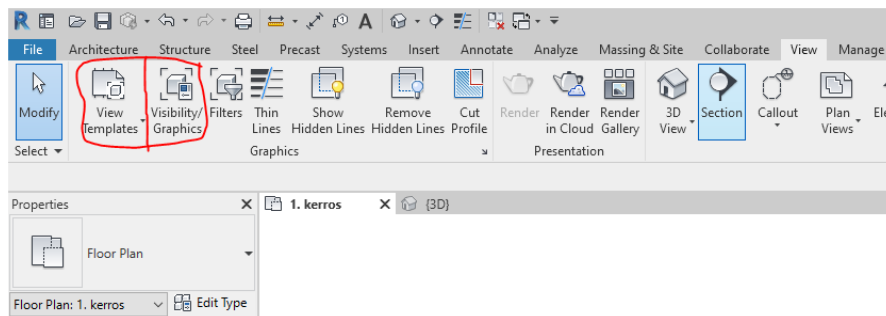 File Architecture Structure Steel Precast Systems Insert Annotate Analyze Massing & Site Collaborate View Manage
Modify View Templates Visibility/ Graphics Filters Thin Lines Show Hidden Lines Remove Hidden Lines Cut Profile Render Render in Cloud Render Gallery 3D View Section Callout Plan Views
Select Graphics Presentation
Properties 1. kerros {3D}
Floor Plan
Floor Plan: 1. kerros Edit Type